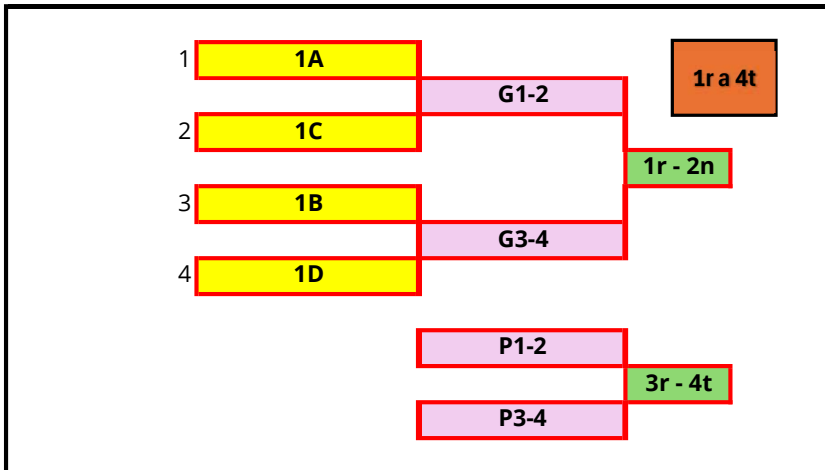 1 1A
1r a 4t
G1-2
2 1C
1r - 2n
3 1B
G3-4
4 1D
P1-2
3r - 4t
P3-4